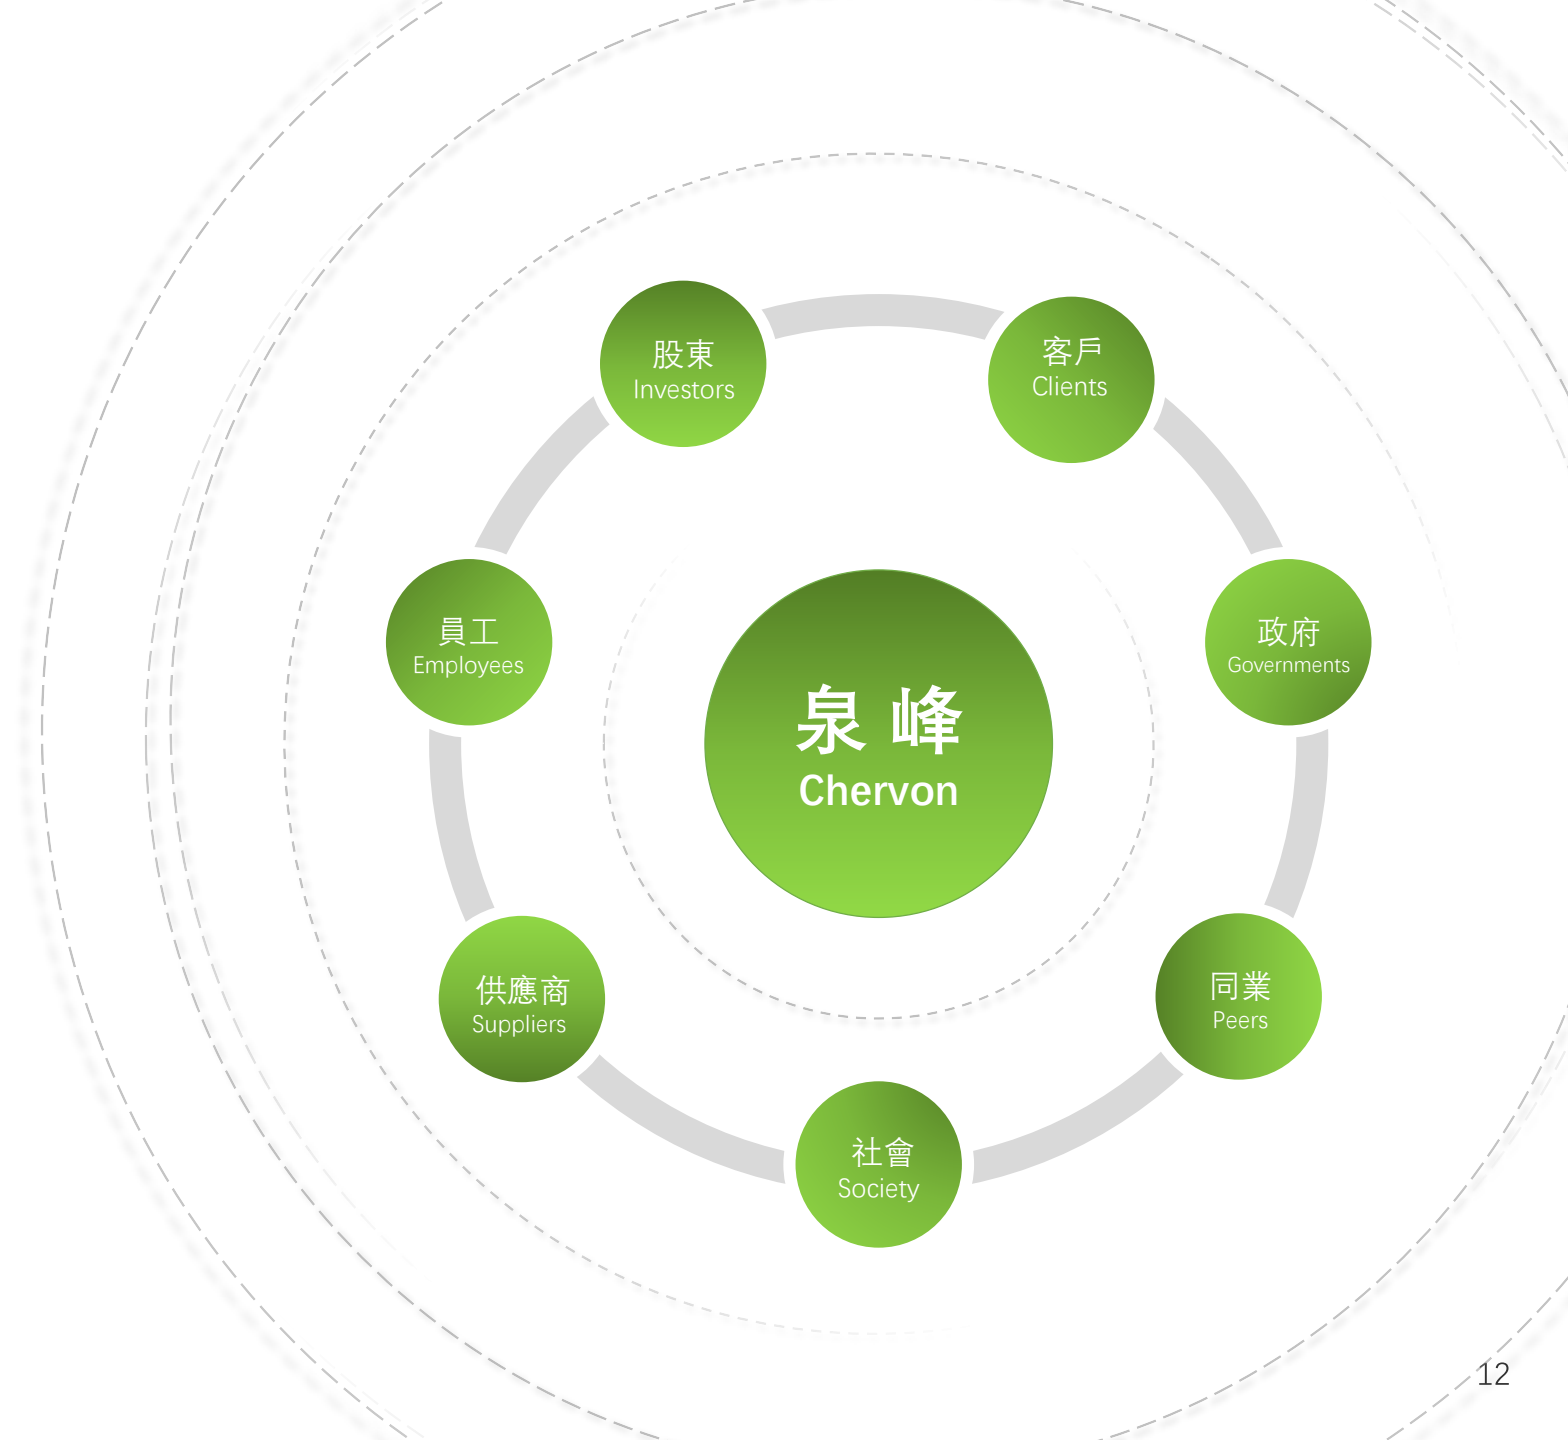 股東
Investors
客戶
Clients
員工
Employees
政府
Governments
泉 峰
Chervon
供應商
Suppliers
同業
Peers
社會
Society
12